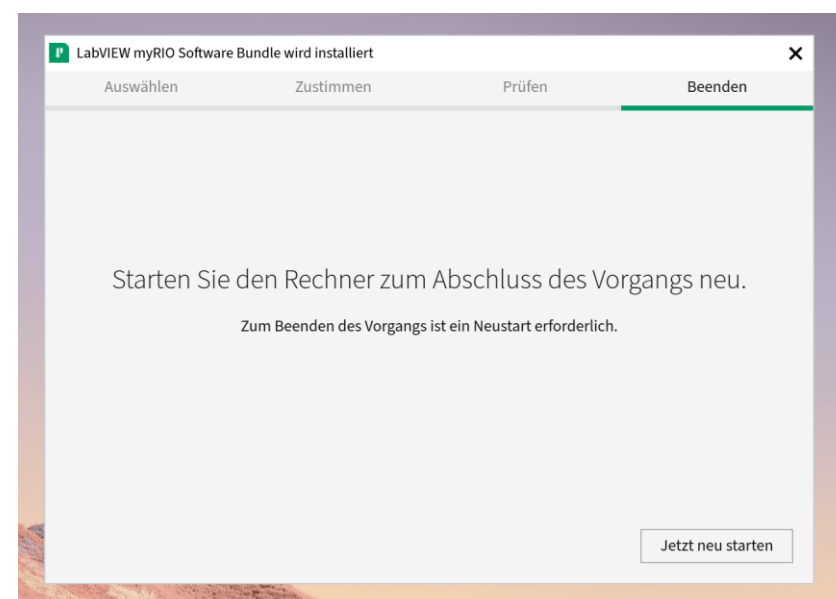 LabVIEW myRIO Software Bundle wird installiert
Auswählen Zustimmen Prüfen Beenden
Starten Sie den Rechner zum Abschluss des Vorgangs neu.
Zum Beenden des Vorgangs ist ein Neustart erforderlich.
Jetzt neu starten